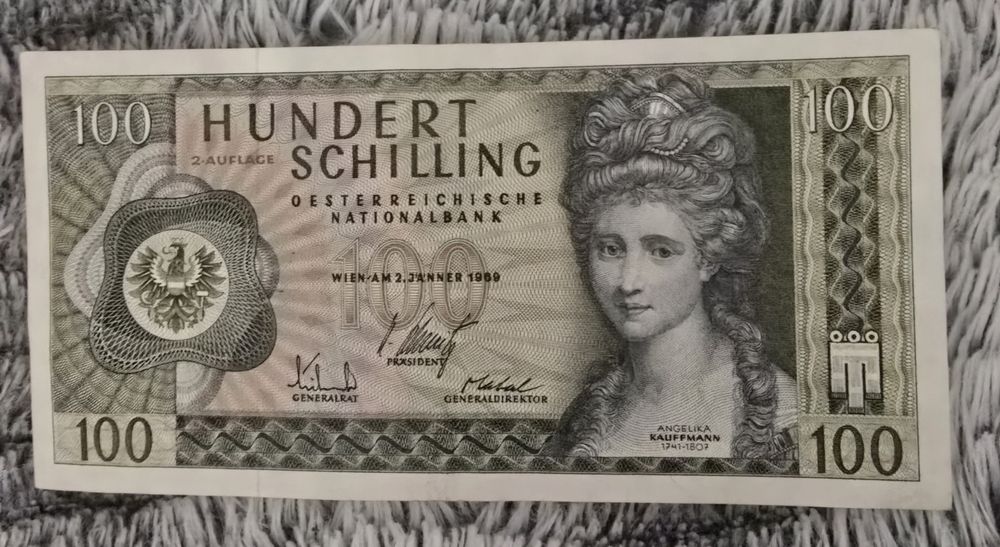 100
HUNDERT
100
2·AUFLAGE
SCHILLING
OESTERREICHISCHE
NATIONALBANK
100
WIEN·AM 2. JÄNNER 1969
PRÄSIDENT
GENERALRAT
GENERALDIREKTOR
ANGELIKA
KAUFFMANN
1741-1807
100
100